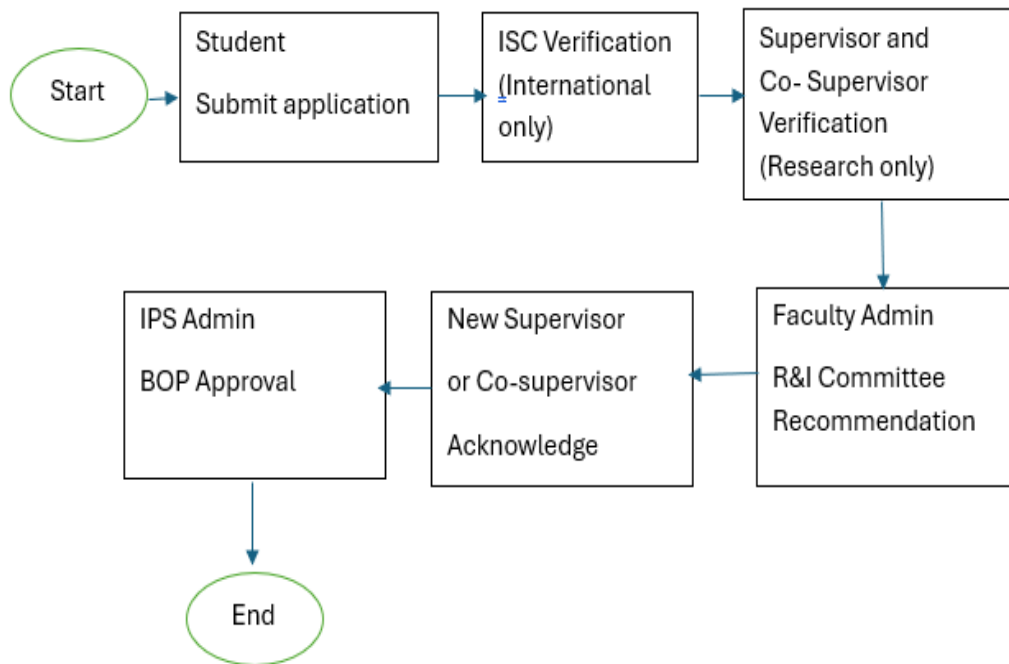 Start
Student
Submit application
ISC Verification
(International
only)
Supervisor and
Co- Supervisor
Verification
(Research only)
Faculty Admin
R&I Committee
Recommendation
New Supervisor
or Co-supervisor
Acknowledge
IPS Admin
BOP Approval
End